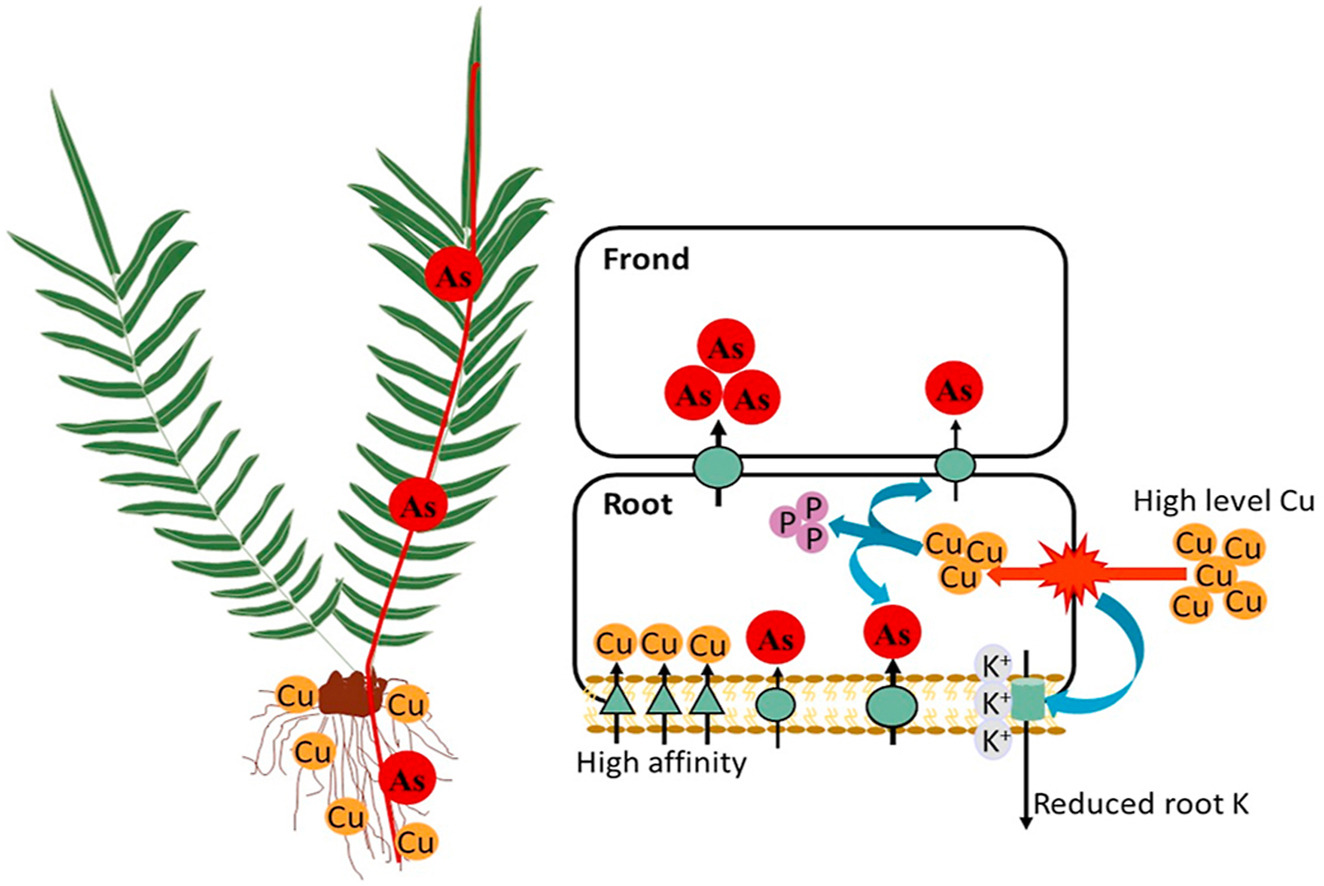 As
As
Cu
Cu
Cu
As
Cu
Cu
Frond
As
As
As
As
Root
P
P
P
Cu
Cu
Cu
High level Cu
Cu
Cu
Cu
Cu
Cu
Cu
Cu
Cu
As
As
K⁺
K⁺
K⁺
High affinity
Reduced root K